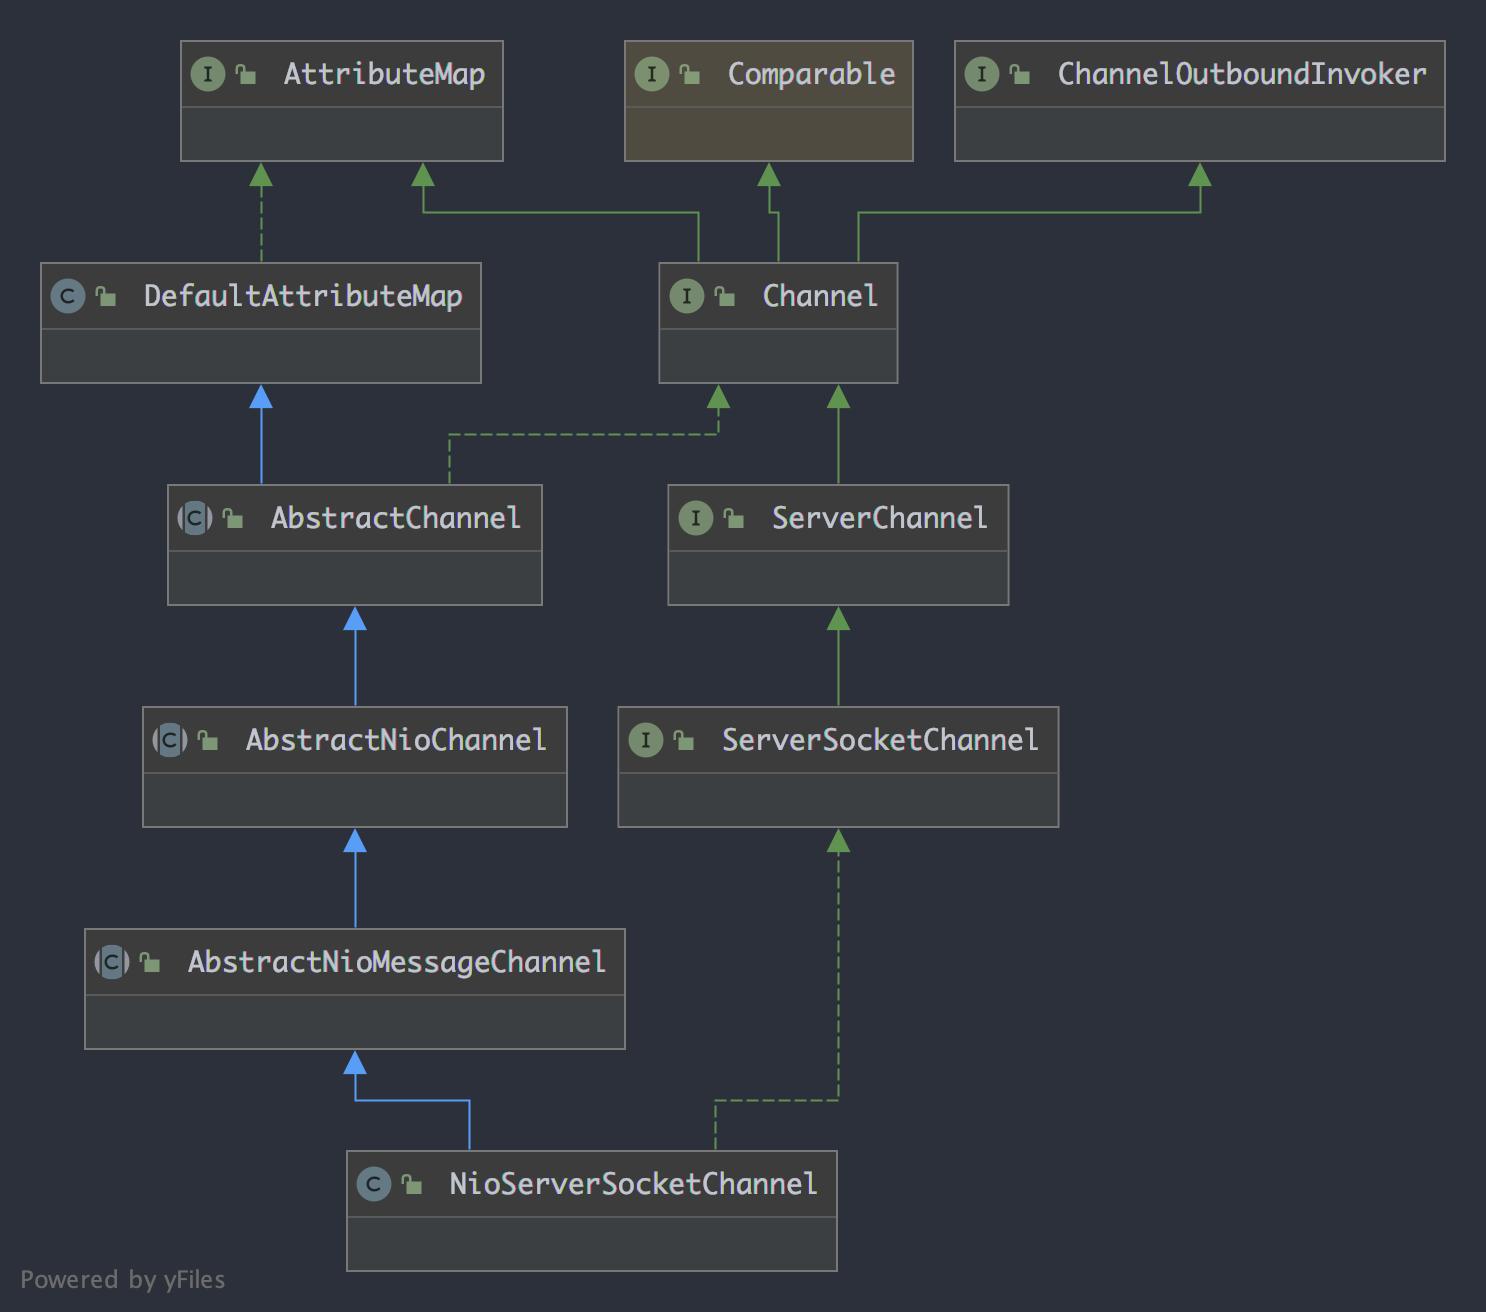 AttributeMap
Comparable
ChannelOutboundInvoker
DefaultAttributeMap
Channel
AbstractChannel
ServerChannel
AbstractNioChannel
ServerSocketChannel
AbstractNioMessageChannel
NioServerSocketChannel
Powered by yFiles